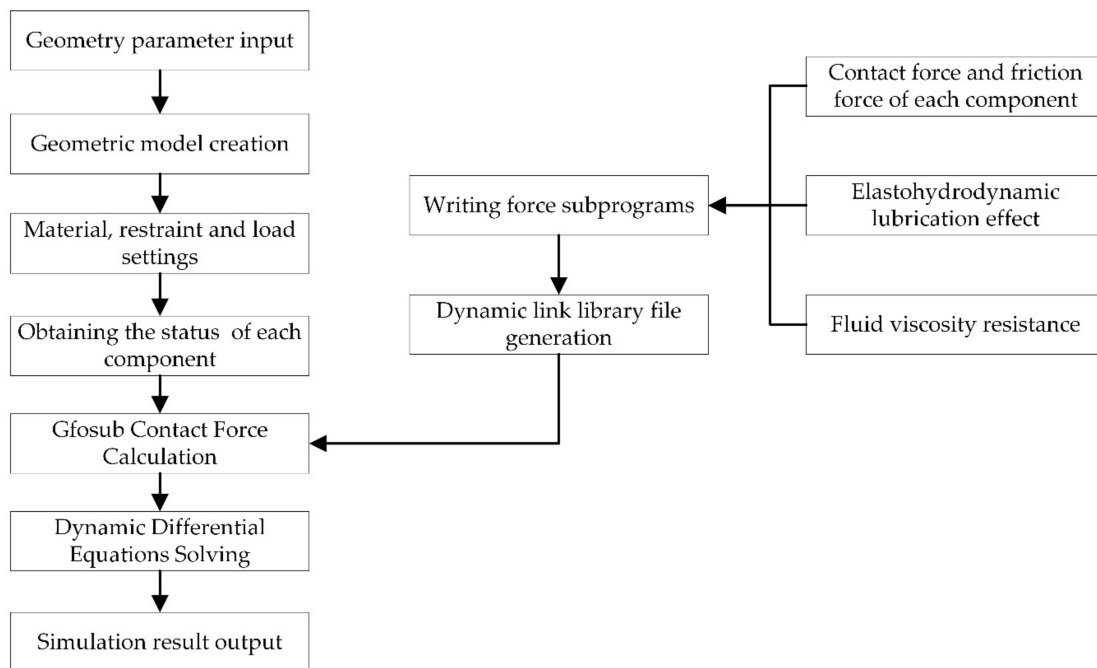 Geometry parameter input
Geometric model creation
Material, restraint and load
settings
Obtaining the status of each
component
Gfosub Contact Force
Calculation
Dynamic Differential
Equations Solving
Simulation result output
Writing force subprograms
Dynamic link library file
generation
Contact force and friction
force of each component
Elastohydrodynamic
lubrication effect
Fluid viscosity resistance